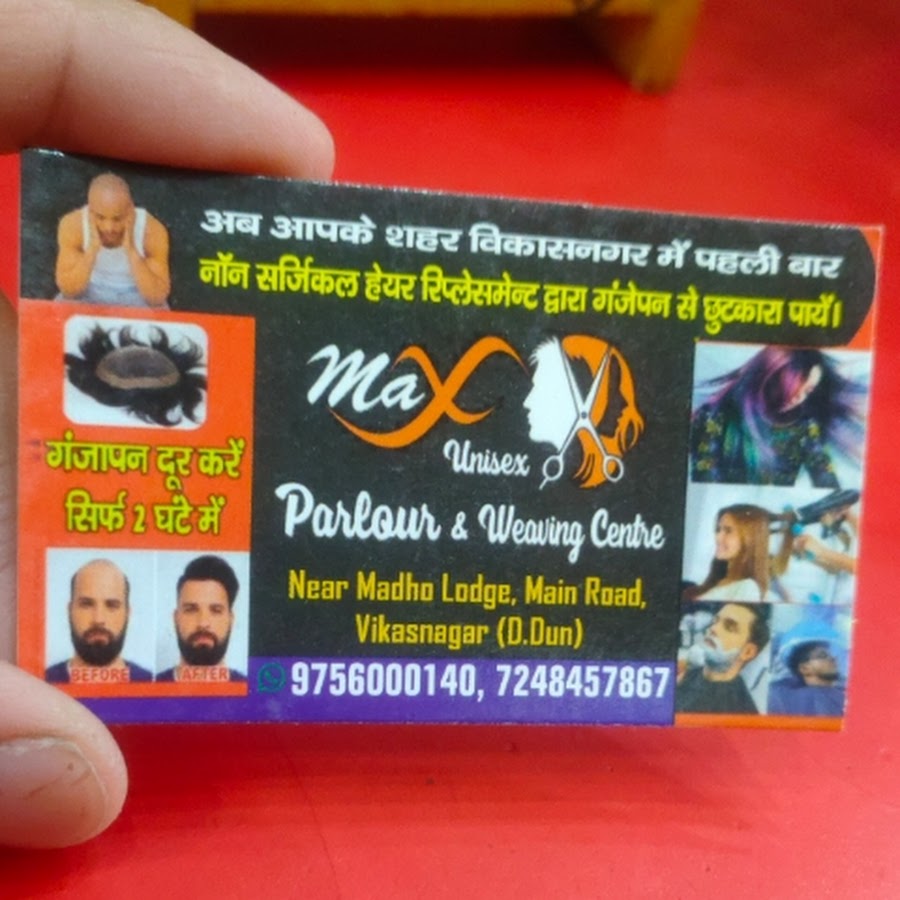 अब आपके शहर विकासनगर में पहली बार
नॉन सर्जिकल हेयर रिप्लेसमेन्ट द्वारा गंजेपन से छुटकारा पायें।
Max
Unisex
Parlour & Weaving Centre
Near Madho Lodge, Main Road,
Vikasnagar (D.Dun)
9756000140, 7248457867
गंजापन दूर करें
सिर्फ 2 घंटे में
BEFORE
AFTER